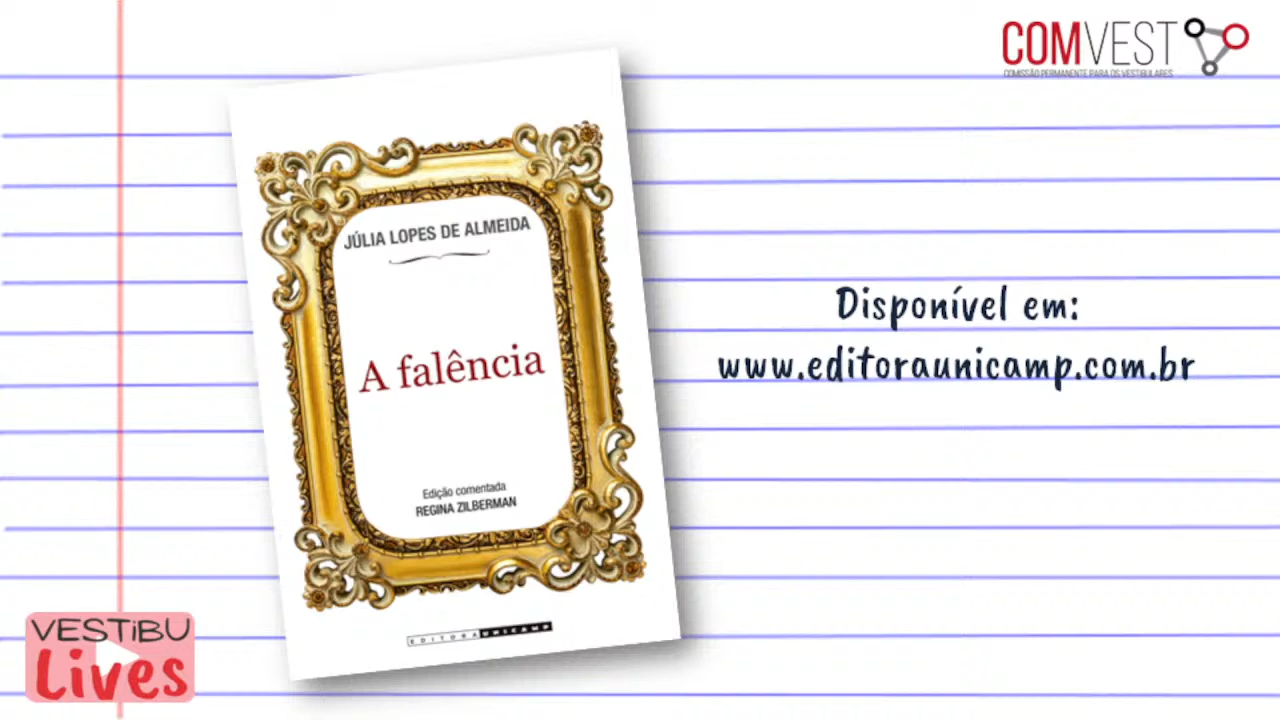 COMVEST
COMISSÃO PERMANENTE PARA OS VESTIBULARES
JÚLIA LOPES DE ALMEIDA
A falência
Edição comentada
REGINA ZILBERMAN
EDITORA UNICAMP
Disponível em:
www.editoraunicamp.com.br
VESTiBU
Lives